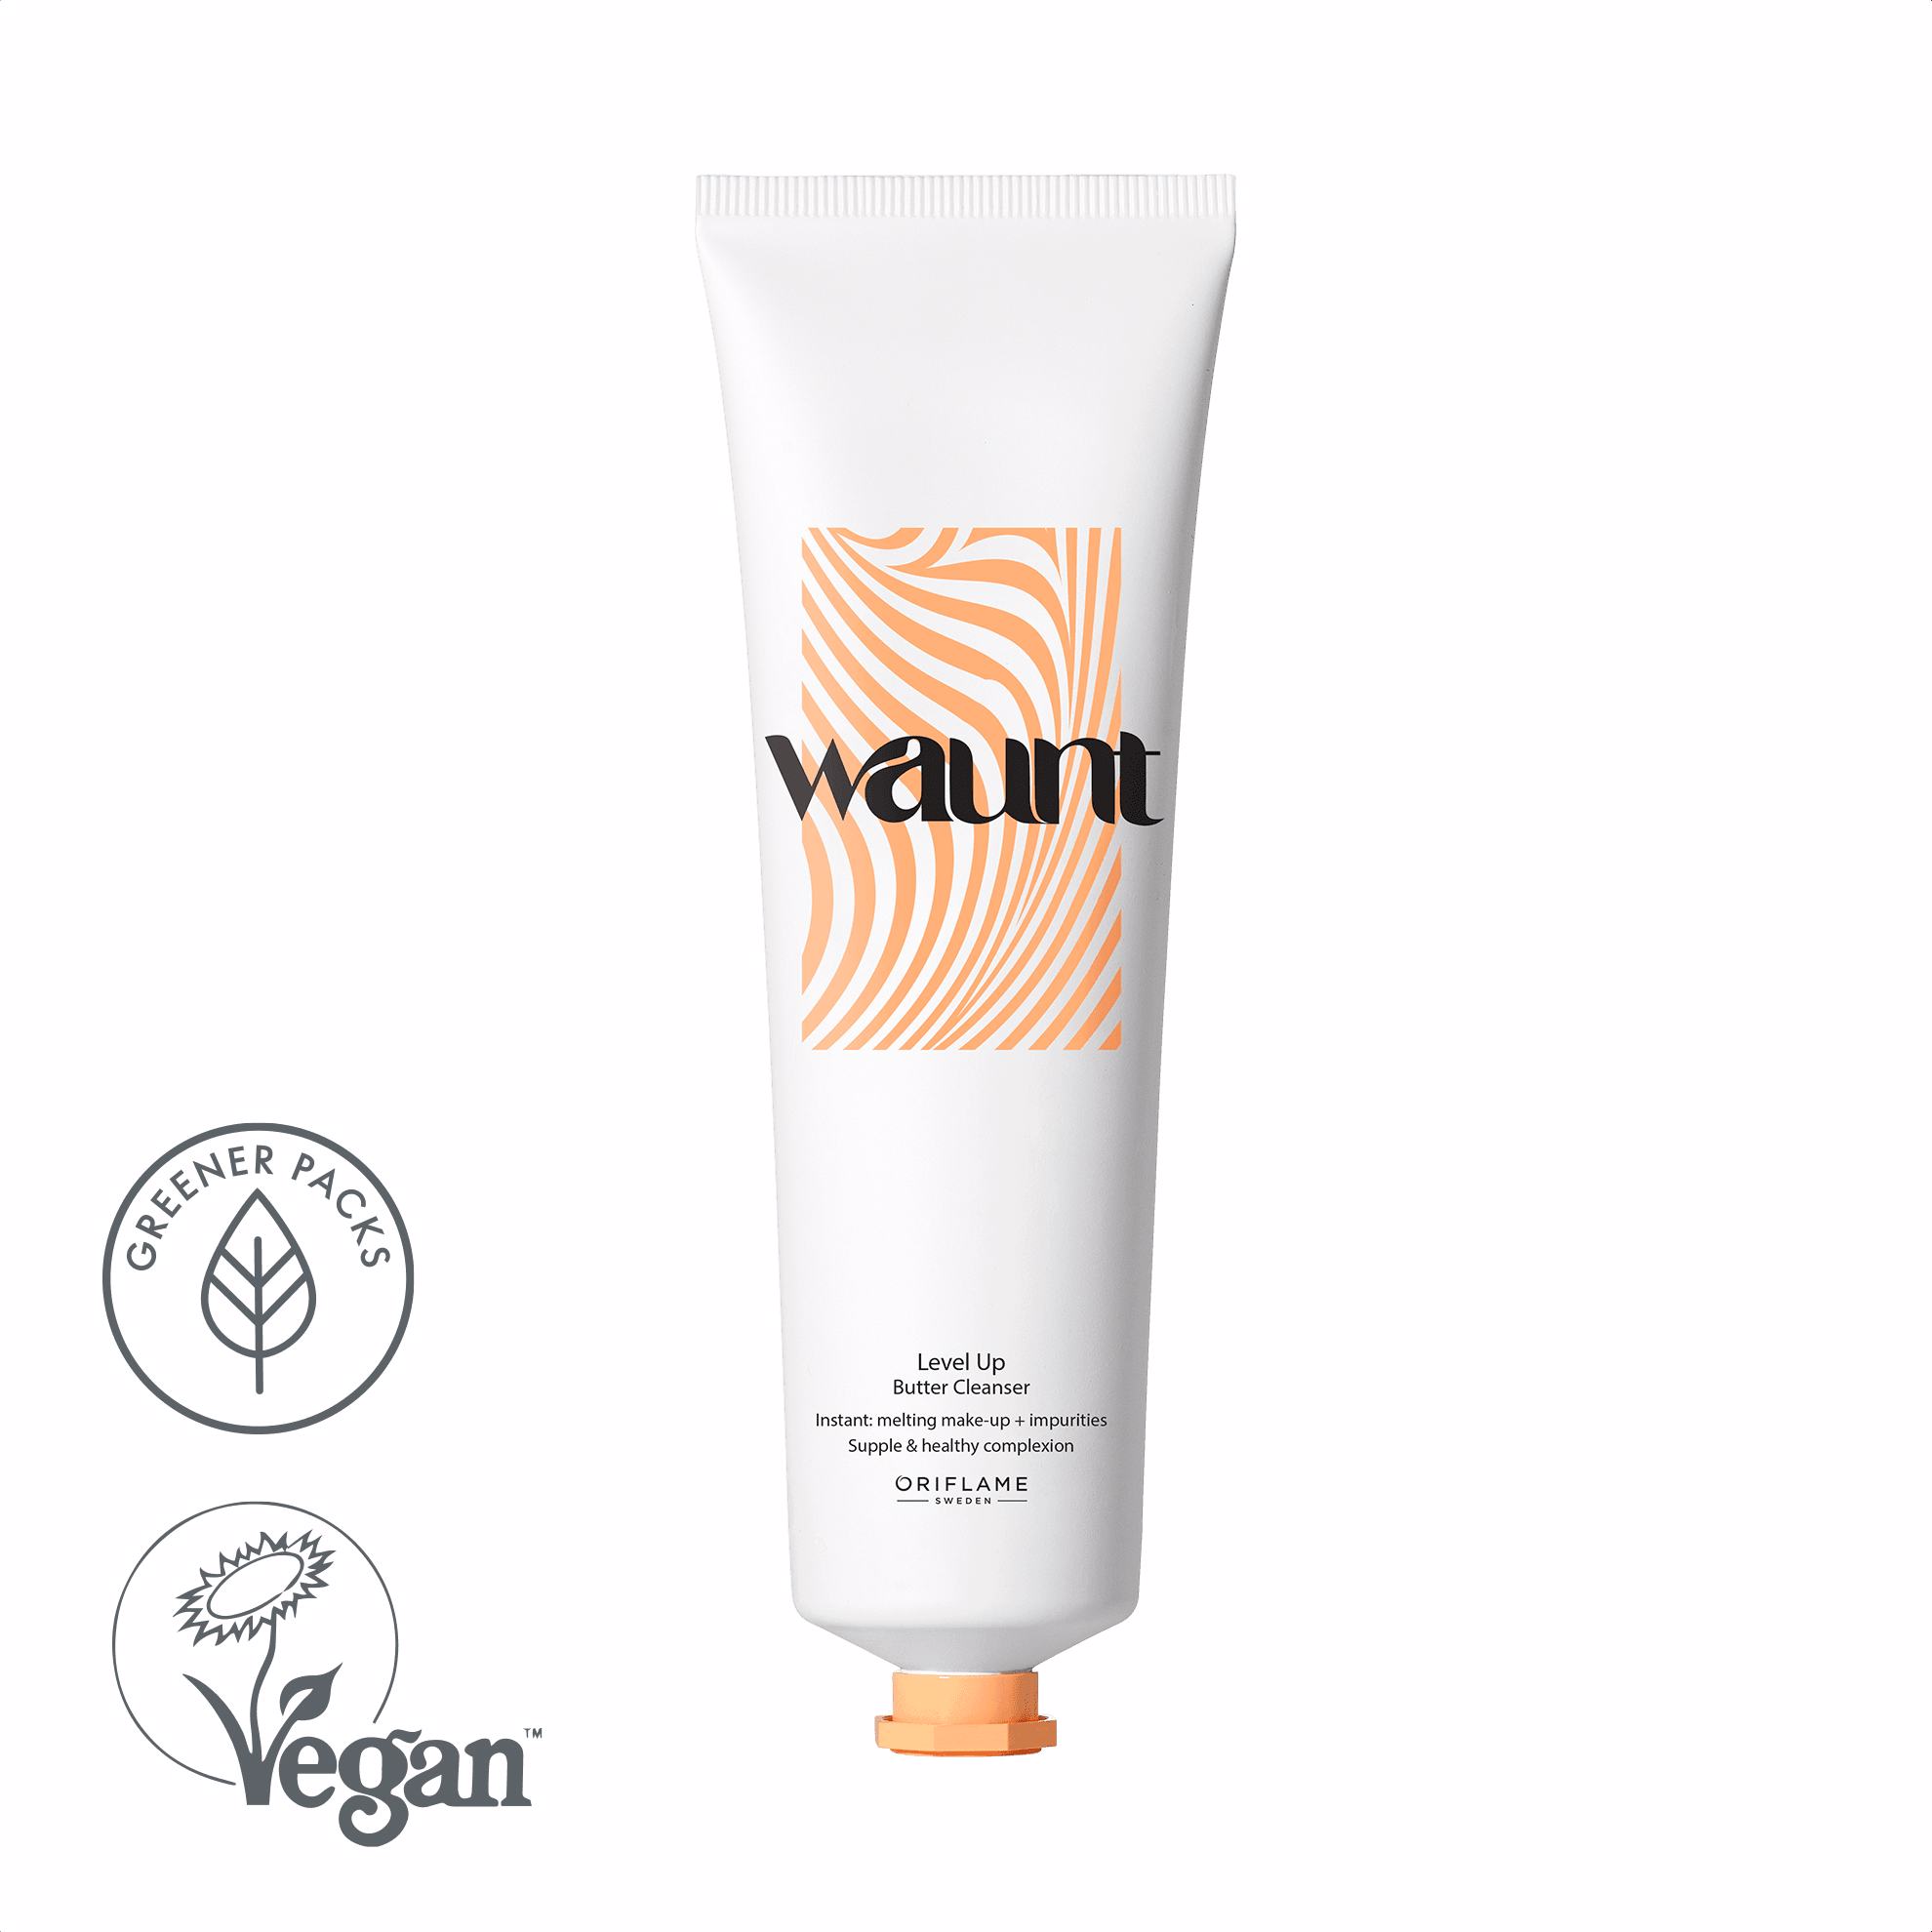 waunt
GREENER PACKS
Level Up
Butter Cleanser
Instant: melting make-up + impurities
Supple & healthy complexion
ORIFLAME
SWEDEN
Vegan™